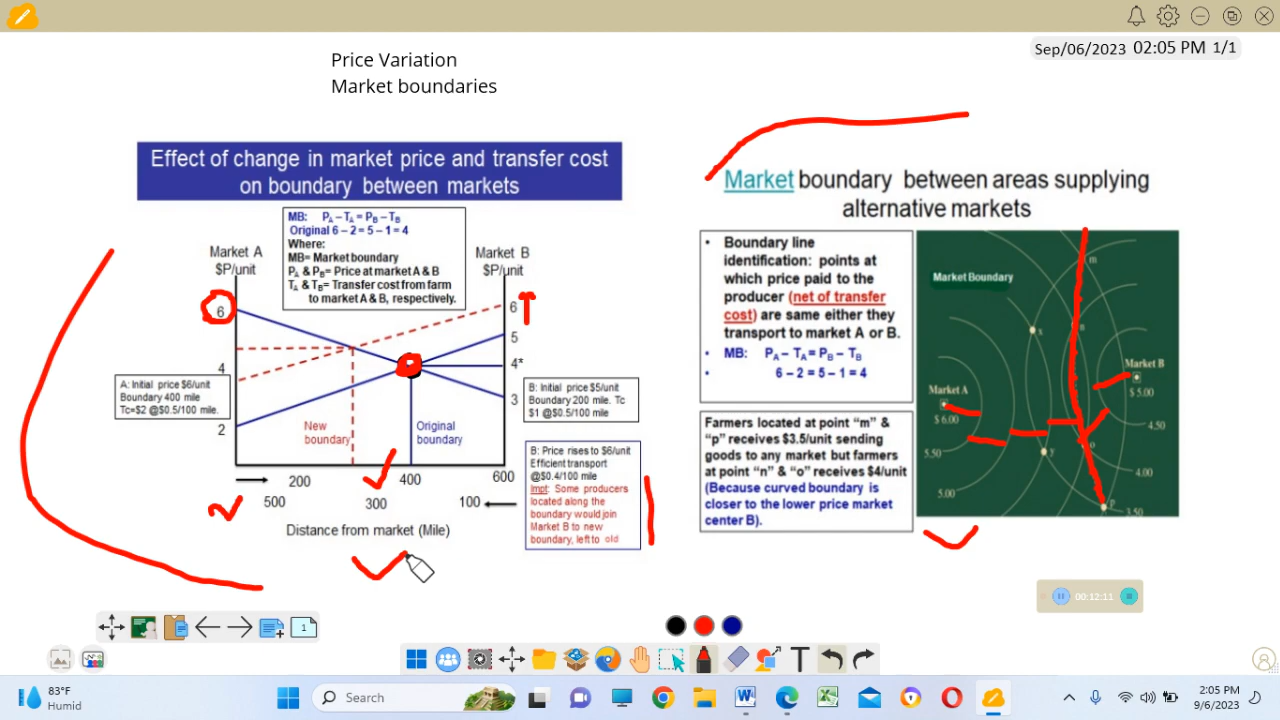 Sep/06/2023 02:05 PM 1/1
Price Variation
Market boundaries
Effect of change in market price and transfer cost
on boundary between markets
MB: PA – TA = PB – TB
Original 6 – 2 = 5 – 1 = 4
Where:
MB= Market boundary
PA & PB= Price at market A & B
TA & TB= Transfer cost from farm
to market A & B, respectively.
Market A
$P/unit
Market B
$P/unit
6
4
2
6
5
4*
3
A: Initial price $6/unit
Boundary 400 mile
Tc=$2 @$0.5/100 mile.
B: Initial price $5/unit
Boundary 200 mile. Tc
$1 @$0.5/100 mile
New
boundary
Original
boundary
B: Price rises to $6/unit
Efficient transport
@$0.4/100 mile
Impt: Some producers
located along the
boundary would join
Market B to new
boundary, left to old
200
400
600
500
300
100
Distance from market (Mile)
Market boundary between areas supplying
alternative markets
• Boundary line
identification: points at
which price paid to the
producer (net of transfer
cost) are same either they
transport to market A or B.
• MB: PA – TA = PB – TB
• 6 – 2 = 5 – 1 = 4
Farmers located at point “m” &
“p” receives $3.5/unit sending
goods to any market but farmers
at point “n” & “o” receives $4/unit
(Because curved boundary is
closer to the lower price market
center B).
Market Boundary
m
x
n
Market B
$ 5.00
Market A
$ 6.00
4.50
o
y
5.50
4.00
5.00
p
3.50
00:12:11
1
T
83°F
Humid
Search
2:05 PM
9/6/2023